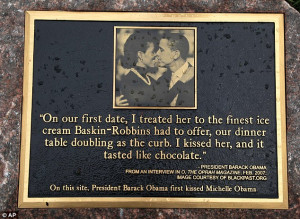 "On our first date, I treated her to the finest ice
cream Baskin-Robbins had to offer, our dinner
table doubling as the curb. I kissed her, and it
tasted like chocolate."
- PRESIDENT BARACK OBAMA
FROM AN INTERVIEW IN O, THE OPRAH MAGAZINE, FEB. 2007.
IMAGE COURTESY OF BLACKPAST.ORG
On this site, President Barack Obama first kissed Michelle Obama
© AP